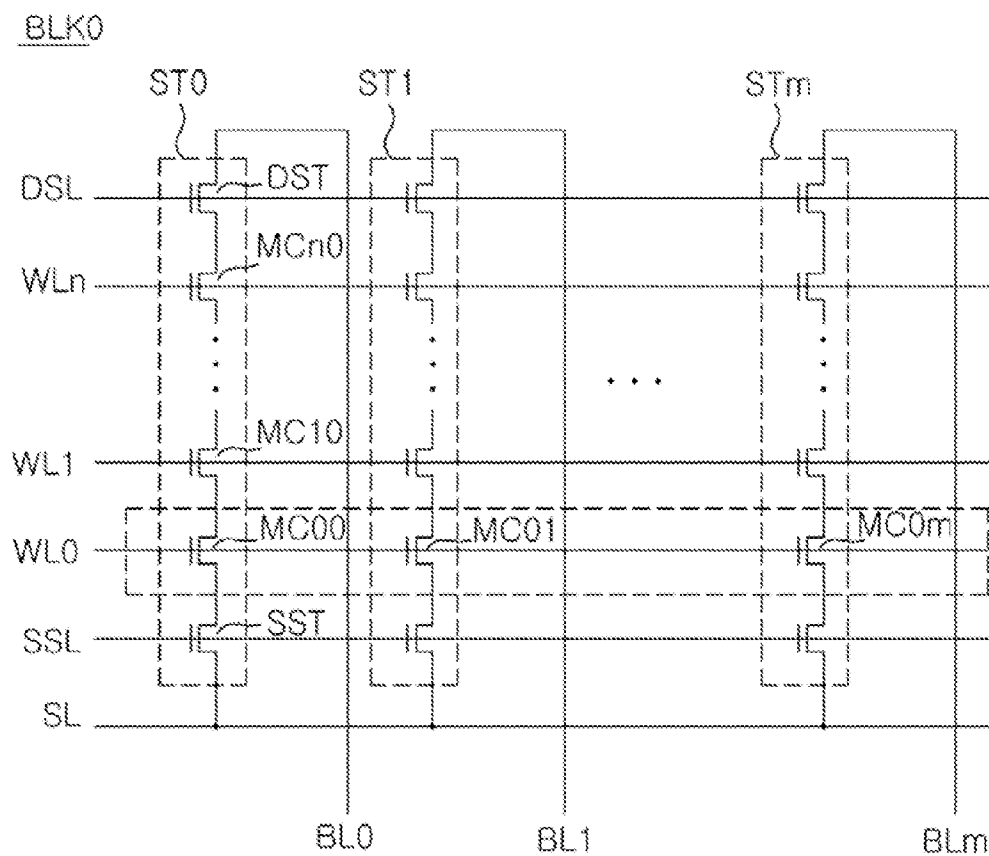 BLK0
ST0 ST1 STm
DSL DST
WLn MCn0
WL1 MC10
WL0 MC00 MC01 MC0m
SSL SST
SL
BL0 BL1 BLm